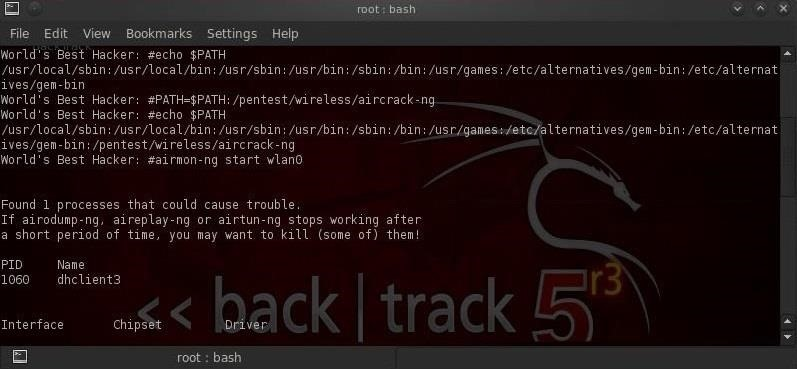 root : bash
File Edit View Bookmarks Settings Help
World's Best Hacker: #echo $PATH
/usr/local/sbin:/usr/local/bin:/usr/sbin:/usr/bin:/sbin:/bin:/usr/games:/etc/alternatives/gem-bin:/etc/alternat
ives/gem-bin
World's Best Hacker: #PATH=$PATH:/pentest/wireless/aircrack-ng
World's Best Hacker: #echo $PATH
/usr/local/sbin:/usr/local/bin:/usr/sbin:/usr/bin:/sbin:/bin:/usr/games:/etc/alternatives/gem-bin:/etc/alternat
ives/gem-bin:/pentest/wireless/aircrack-ng
World's Best Hacker: #airmon-ng start wlan0
Found 1 processes that could cause trouble.
If airodump-ng, aireplay-ng or airtun-ng stops working after
a short period of time, you may want to kill (some of) them!
PID Name
1060 dhclient3
<< back | track 5 r3
Interface Chipset Driver
root : bash